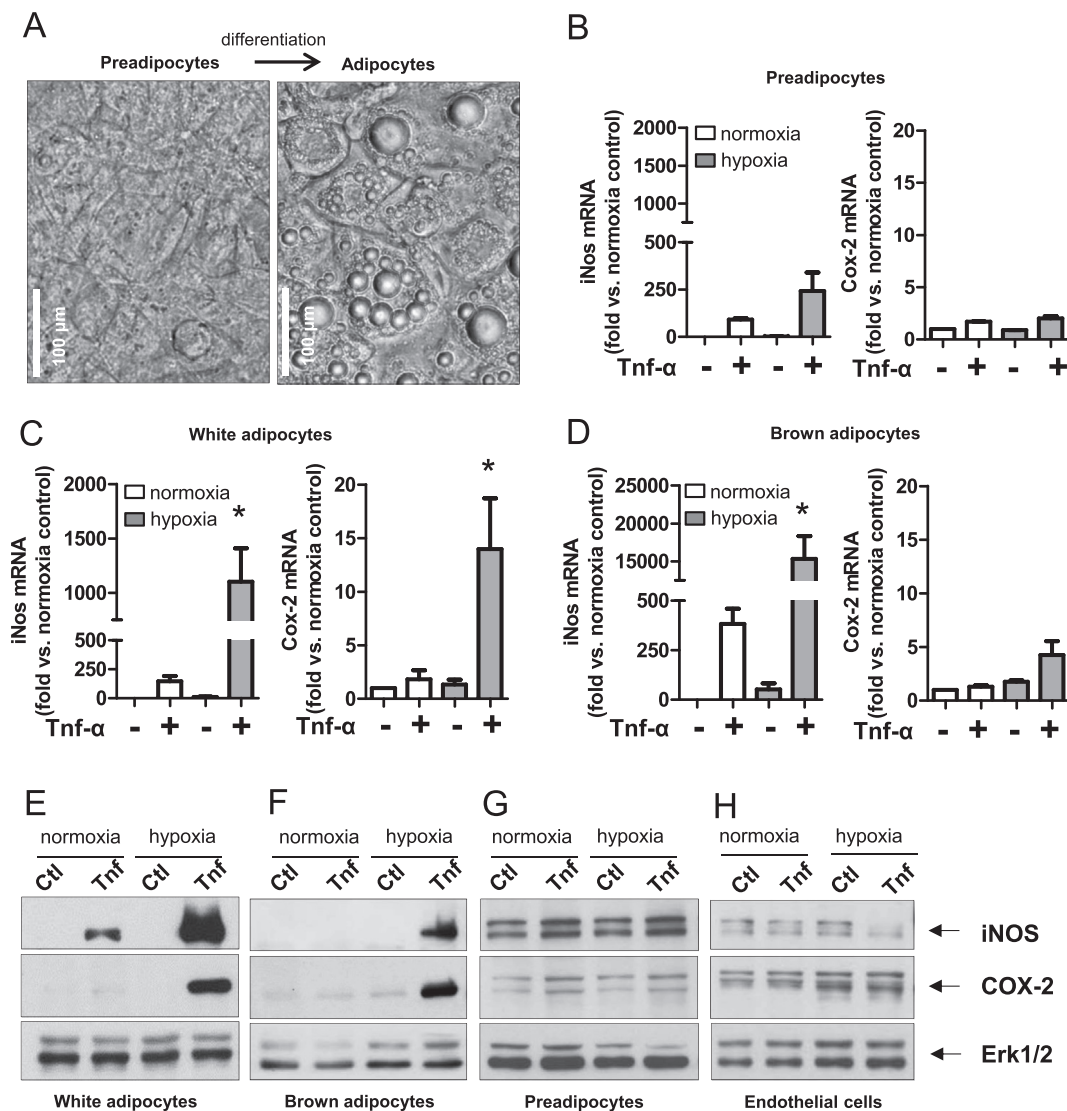 A
differentiation
Preadipocytes
Adipocytes
100 µm
100 µm
B
Preadipocytes
iNos mRNA
(fold vs. normoxia control)
2000
1500
1000
500
250
0
normoxia
hypoxia
Tnf-α - + - +
Cox-2 mRNA
(fold vs. normoxia control)
20
15
10
5
0
- + - +
C
White adipocytes
iNos mRNA
(fold vs. normoxia control)
2000
1500
1000
500
250
0
normoxia
hypoxia
*
Tnf-α - + - +
Cox-2 mRNA
(fold vs. normoxia control)
20
15
10
5
0
*
- + - +
D
Brown adipocytes
iNos mRNA
(fold vs. normoxia control)
25000
20000
15000
500
250
0
normoxia
hypoxia
*
Tnf-α - + - +
Cox-2 mRNA
(fold vs. normoxia control)
20
15
10
5
0
- + - +
E
normoxia hypoxia
Ctl Tnf Ctl Tnf
F
normoxia hypoxia
Ctl Tnf Ctl Tnf
G
normoxia hypoxia
Ctl Tnf Ctl Tnf
H
normoxia hypoxia
Ctl Tnf Ctl Tnf
iNOS
COX-2
Erk1/2
White adipocytes
Brown adipocytes
Preadipocytes
Endothelial cells